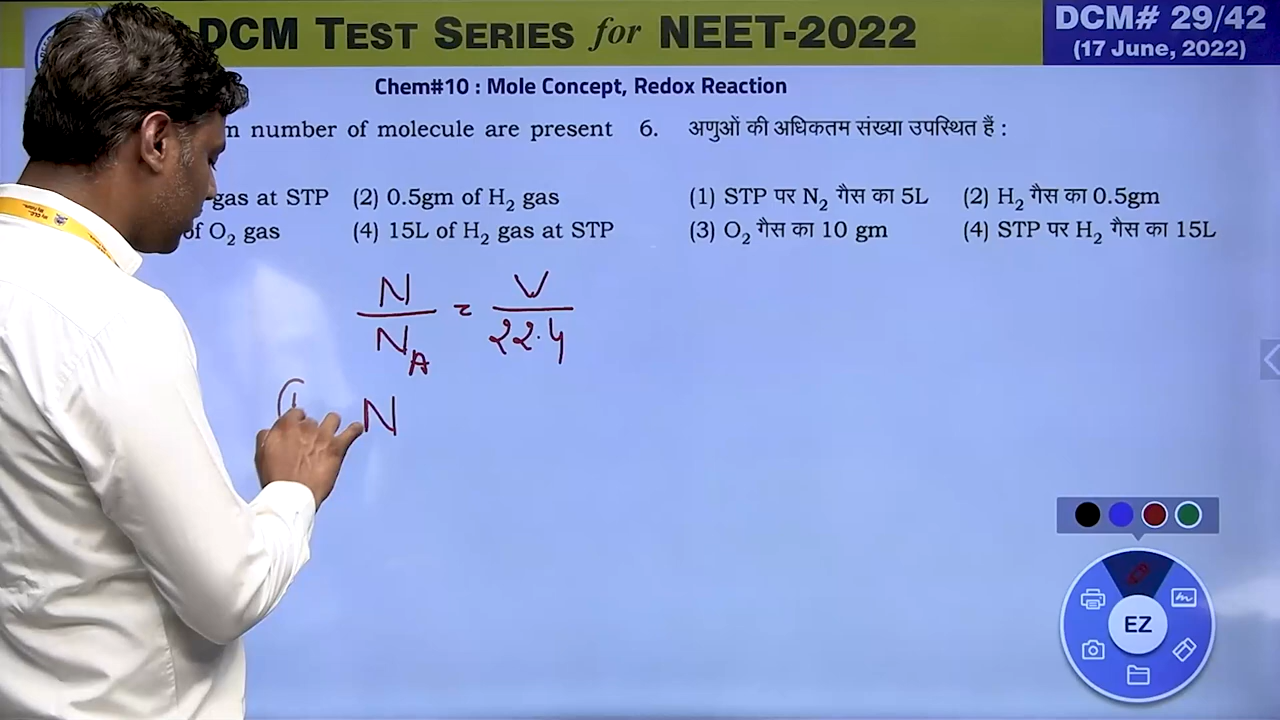 DCM TEST SERIES for NEET-2022
DCM# 29/42
(17 June, 2022)
Chem#10 : Mole Concept, Redox Reaction
number of molecule are present
gas at STP (2) 0.5gm of H₂ gas
of O₂ gas (4) 15L of H₂ gas at STP
6. अणुओं की अधिकतम संख्या उपस्थित हैं :
(1) STP पर N₂ गैस का 5L (2) H₂ गैस का 0.5gm
(3) O₂ गैस का 10 gm (4) STP पर H₂ गैस का 15L
N/N_A = V/22.4
N
EZ